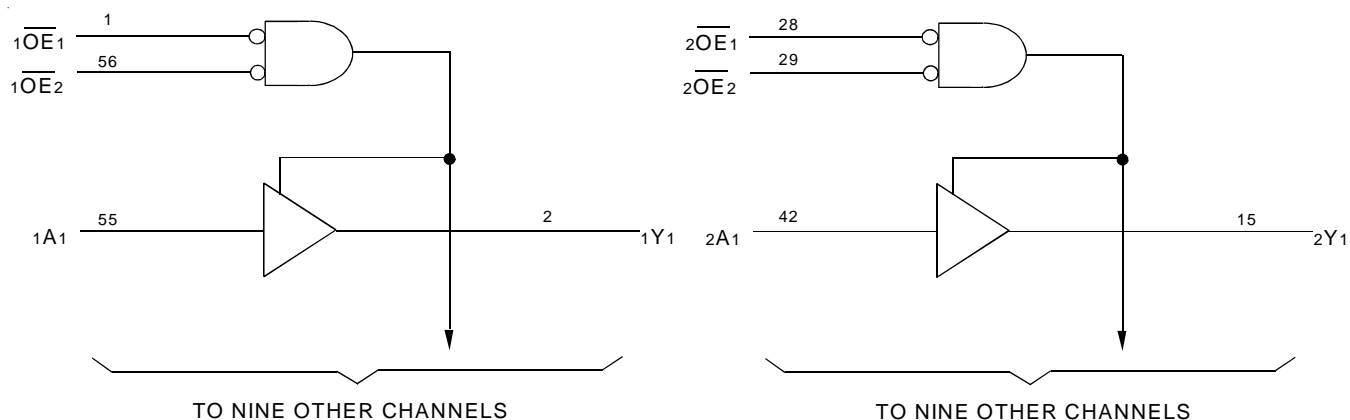 1OE1 1
1OE2 56
1A1 55 2 1Y1
TO NINE OTHER CHANNELS
2OE1 28
2OE2 29
2A1 42 15 2Y1
TO NINE OTHER CHANNELS